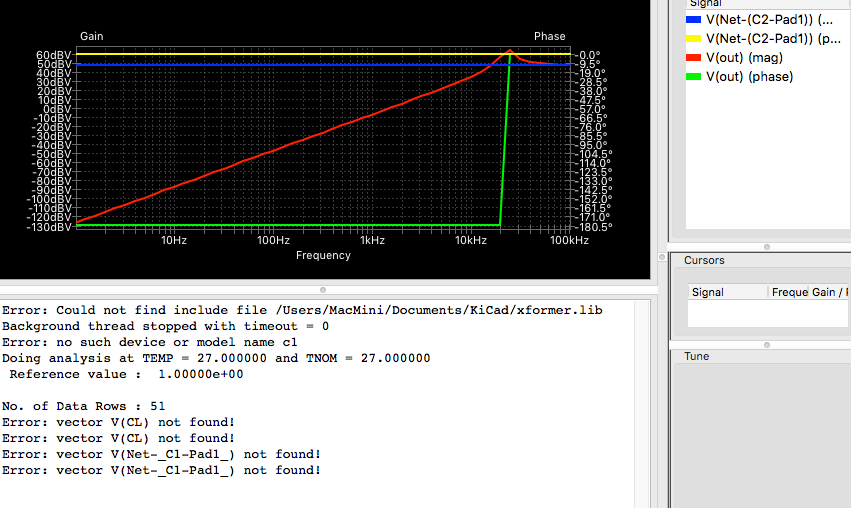 Signal
Gain
Phase
V(Net-(C2-Pad1)) (...
V(Net-(C2-Pad1)) (p...
V(out) (mag)
V(out) (phase)
60dBV
50dBV
40dBV
30dBV
20dBV
10dBV
0dBV
-10dBV
-20dBV
-30dBV
-40dBV
-50dBV
-60dBV
-70dBV
-80dBV
-90dBV
-100dBV
-110dBV
-120dBV
-130dBV
-0.0°
-9.5°
-19.0°
-28.5°
-38.0°
-47.5°
-57.0°
-66.5°
-76.0°
-85.5°
-95.0°
-104.5°
-114.0°
-123.5°
-133.0°
-142.5°
-152.0°
-161.5°
-171.0°
-180.5°
10Hz
100Hz
1kHz
10kHz
100kHz
Frequency
Cursors
Signal
Freque
Gain / F
Tune
Error: Could not find include file /Users/MacMini/Documents/KiCad/xformer.lib
Background thread stopped with timeout = 0
Error: no such device or model name c1
Doing analysis at TEMP = 27.000000 and TNOM = 27.000000
Reference value : 1.00000e+00
No. of Data Rows : 51
Error: vector V(CL) not found!
Error: vector V(CL) not found!
Error: vector V(Net-_C1-Pad1_) not found!
Error: vector V(Net-_C1-Pad1_) not found!